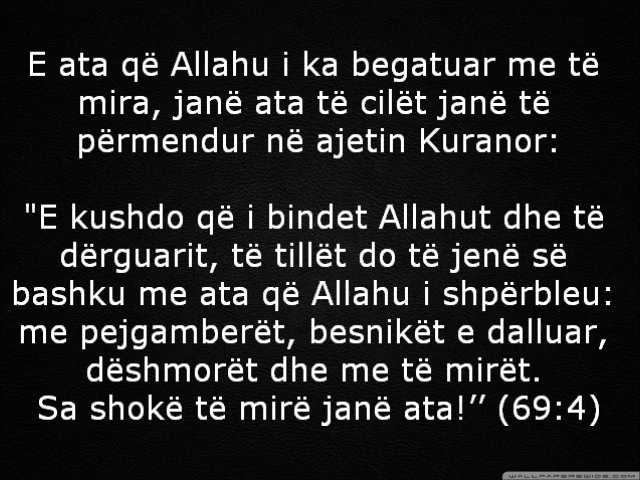 E ata që Allahu i ka begatuar me të
mira, janë ata të cilët janë të
përmendur në ajetin Kuranor:
"E kushdo që i bindet Allahut dhe të
dërguarit, të tillët do të jenë së
bashku me ata që Allahu i shpërbleu:
me pejgamberët, besnikët e dalluar,
dëshmorët dhe me të mirët.
Sa shokë të mirë janë ata!’’ (69:4)
WALLPAPERSWIDE.COM